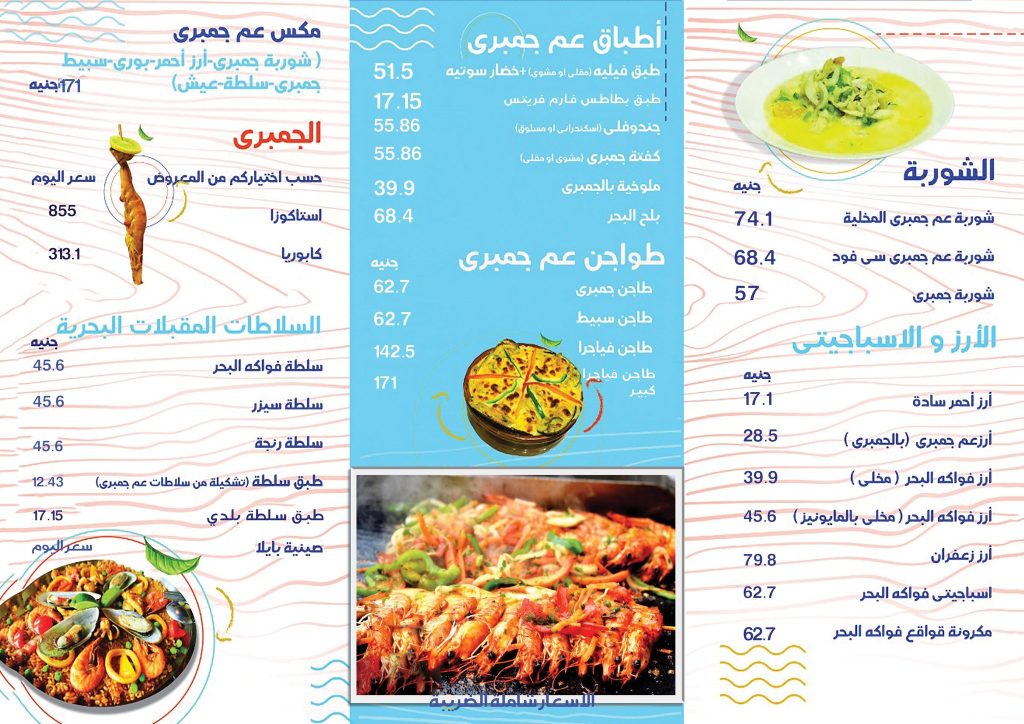 الشوربة
جنيه
شوربة عم جمبرى المخلية 74.1
شوربة عم جمبرى سى فود 68.4
شوربة جمبرى 57
الأرز و الاسباجيتى
جنيه
أرز أحمر سادة 17.1
أرزعم جمبرى (بالجمبرى) 28.5
أرز فواكه البحر (مخلى) 39.9
أرز فواكه البحر (مخلى بالمايونيز) 45.6
أرز زعفران 79.8
اسباجيتى فواكه البحر 62.7
مكرونة قواقع فواكه البحر 62.7
أطباق عم جمبرى
طبق فيليه (مقلى او مشوى) +خضار سوتيه 51.5
طبق بطاطس فارم فريتس 17.15
جندوفلى (اسكندرانى او مسلوق) 55.86
كفتة جمبرى (مشوى او مقلى) 55.86
ملوخية بالجمبرى 39.9
بلح البحر 68.4
طواجن عم جمبرى
جنيه
طاجن جمبرى 62.7
طاجن سبيط 62.7
طاجن فياجرا 142.5
طاجن فياجرا
كبير 171
الاسعار شاملة الضريبة
مكس عم جمبرى
( شوربة جمبرى-أرز أحمر-بورى-سبيط
جمبرى-سلطة-عيش) 171جنيه
الجمبرى
حسب اختياركم من المعروض سعر اليوم
استاكوزا 855
كابوريا 313.1
السلاطات المقبلات البحرية
جنيه
سلطة فواكه البحر 45.6
سلطة سيزر 45.6
سلطة رنجة 45.6
طبق سلطة (تشكيلة من سلاطات عم جمبرى) 12.43
طبق سلطة بلدي 17.15
صينية بايلا سعر اليوم